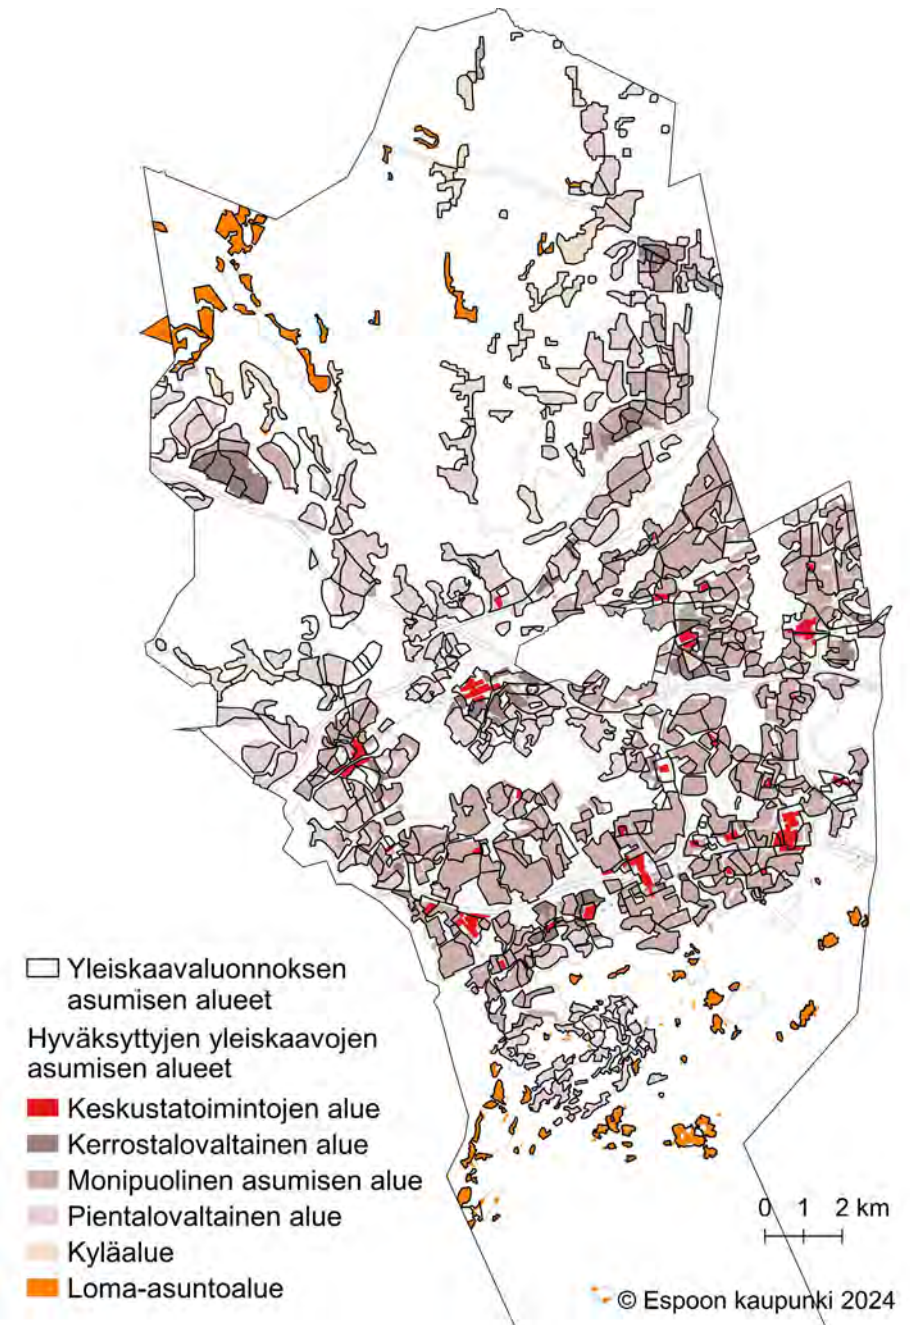 Yleiskaavaluonnoksen
asumisen alueet
Hyväksyttyjen yleiskaavojen
asumisen alueet
Keskustatoimintojen alue
Kerrostalovaltainen alue
Monipuolinen asumisen alue
Pientalovaltainen alue
Kyläalue
Loma-asuntoalue
0 1 2 km
© Espoon kaupunki 2024